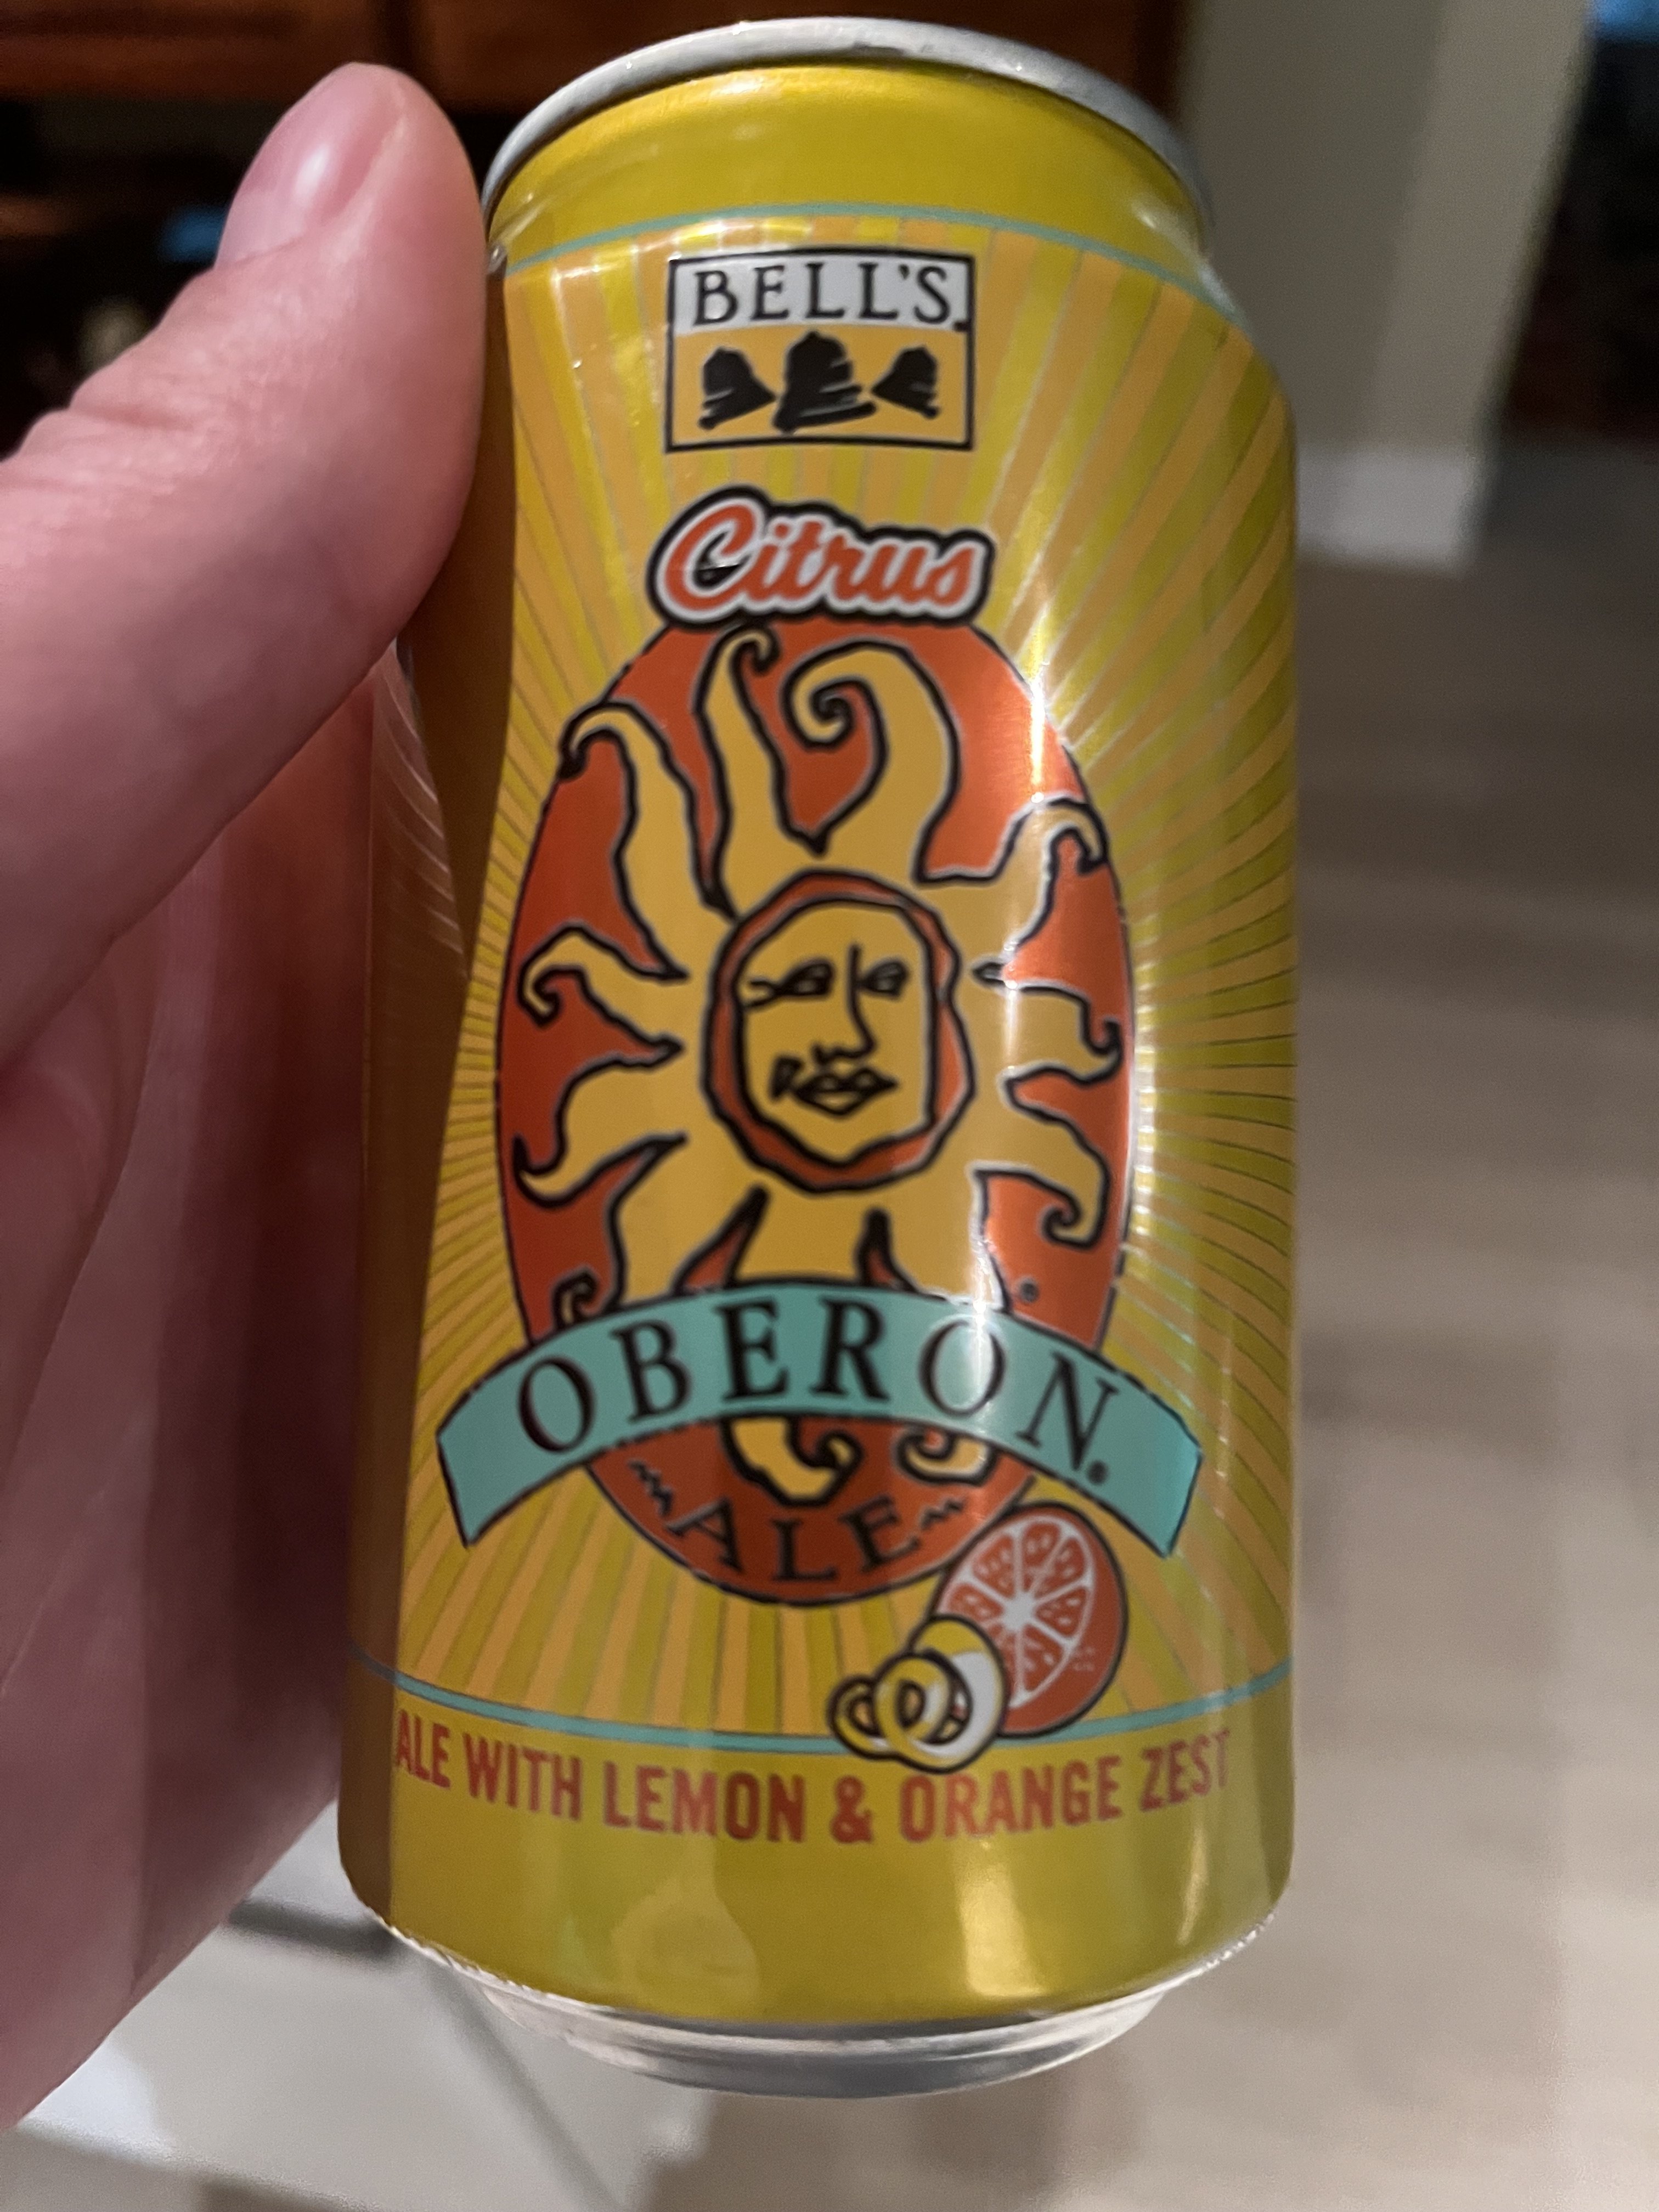 BELL'S®
Citrus
OBERON®
ALE
ALE WITH LEMON & ORANGE ZEST